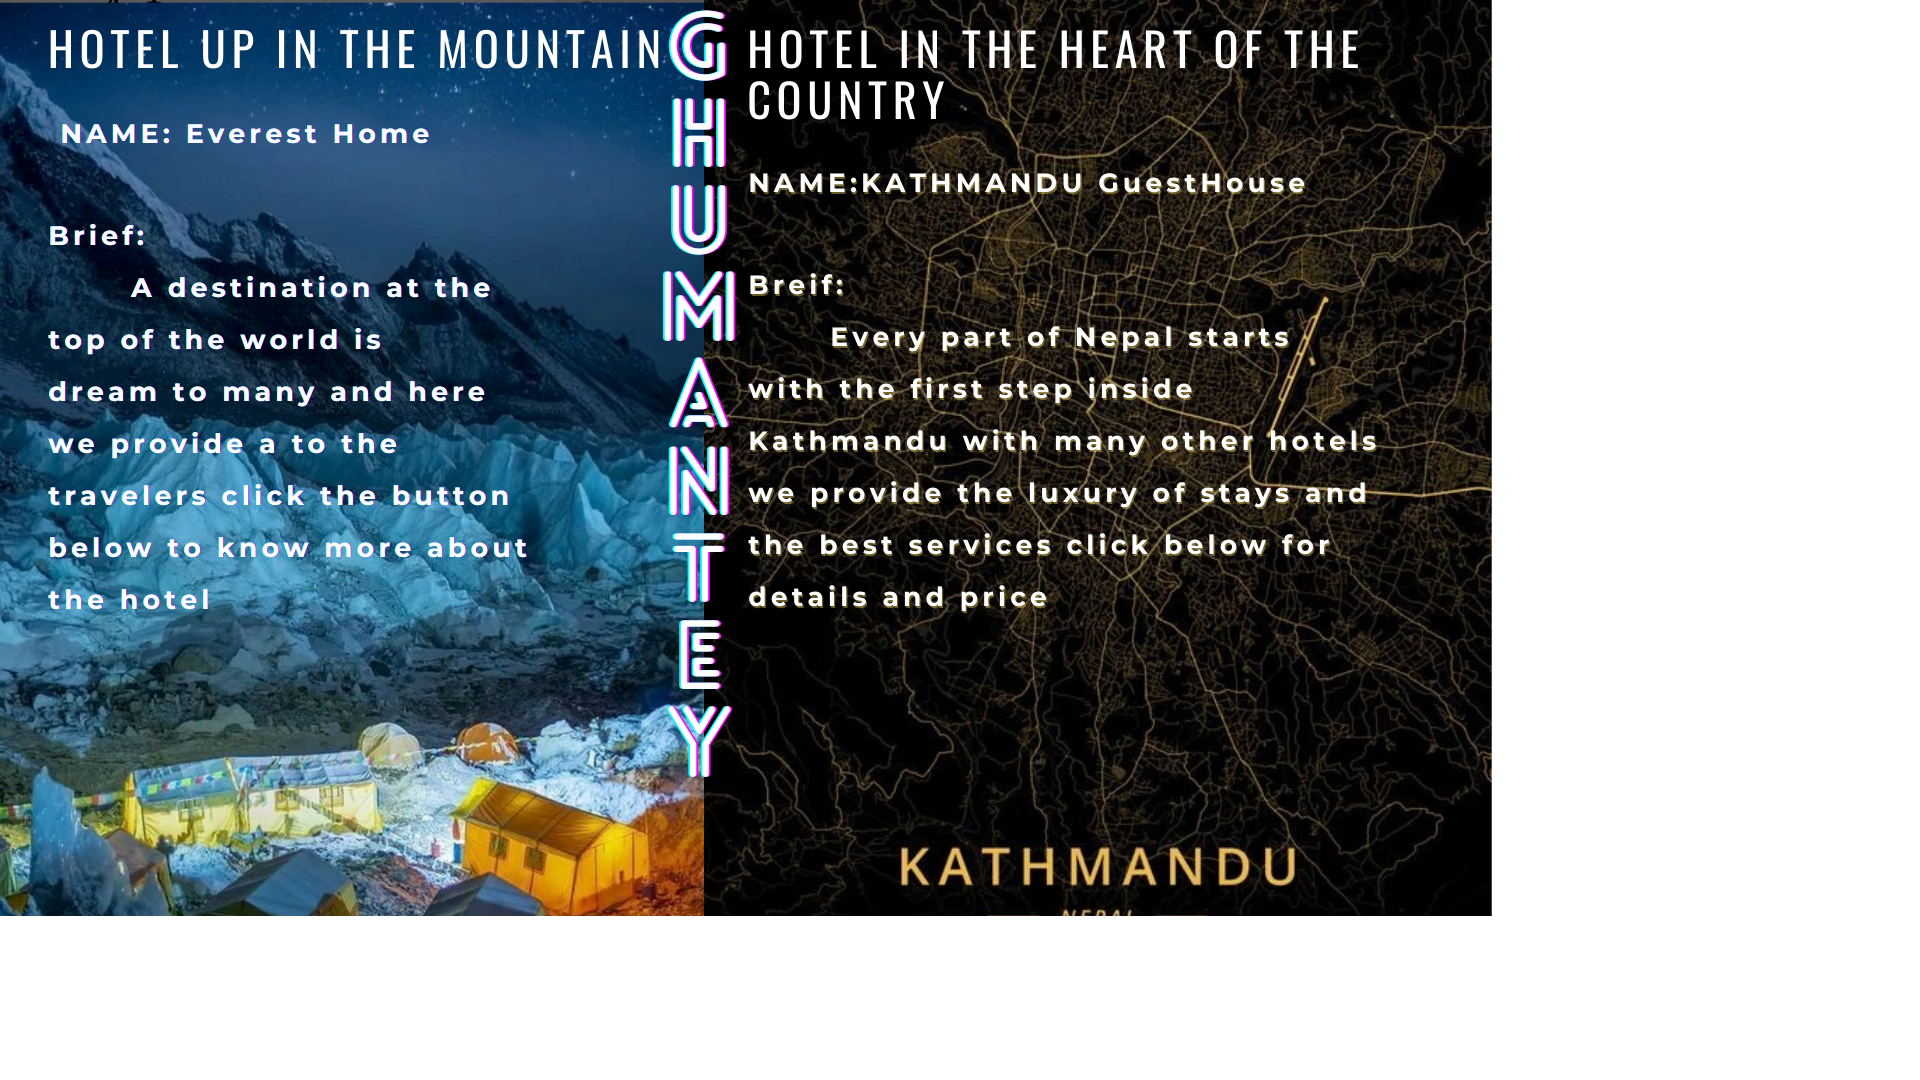 HOTEL UP IN THE MOUNTAIN
NAME: Everest Home
Brief:
A destination at the
top of the world is
dream to many and here
we provide a to the
travelers click the button
below to know more about
the hotel
GHUMANTEY
HOTEL IN THE HEART OF THE
COUNTRY
NAME:KATHMANDU GuestHouse
Breif:
Every part of Nepal starts
with the first step inside
Kathmandu with many other hotels
we provide the luxury of stays and
the best services click below for
details and price
KATHMANDU
NEPAL